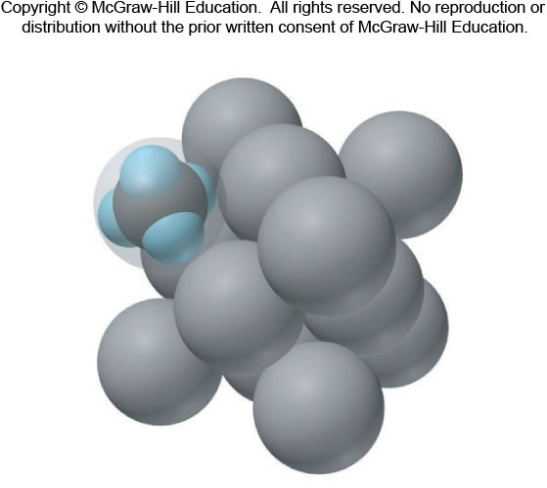 Copyright © McGraw-Hill Education.  All rights reserved. No reproduction or
distribution without the prior written consent of McGraw-Hill Education.